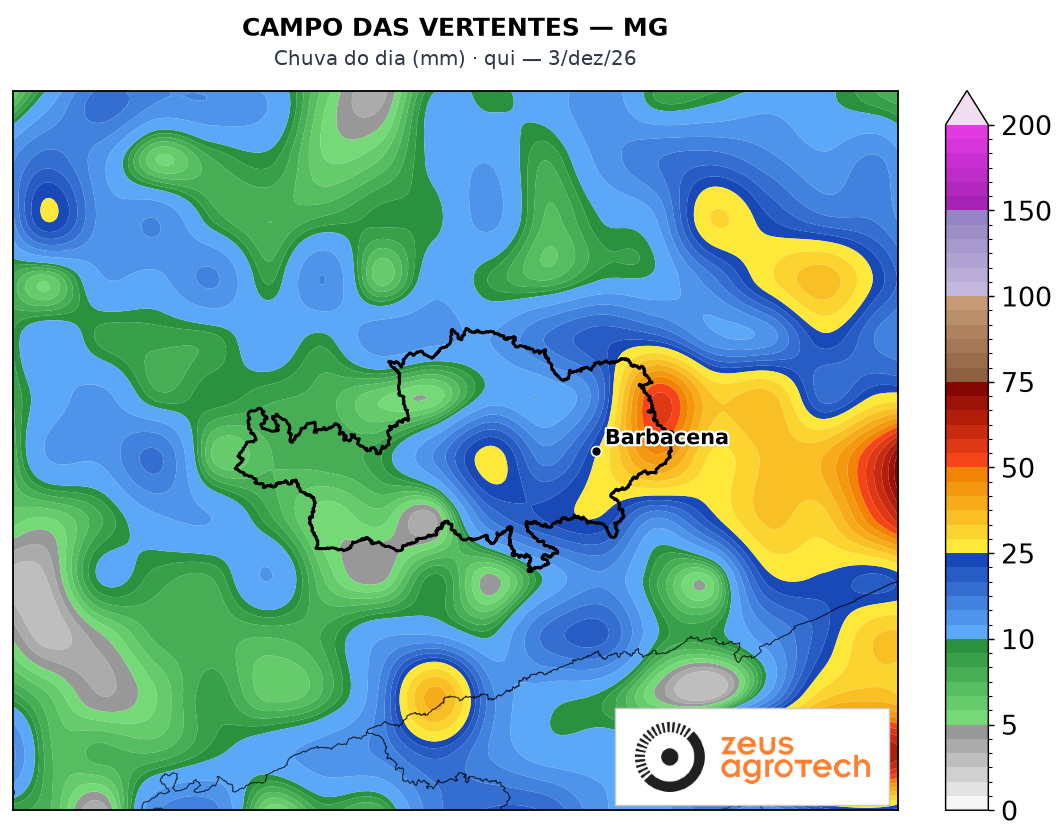 CAMPO DAS VERTENTES — MG
Chuva do dia (mm) · qui — 3/dez/26
200
150
100
75
50
25
10
5
0
Barbacena
zeus
agrotech